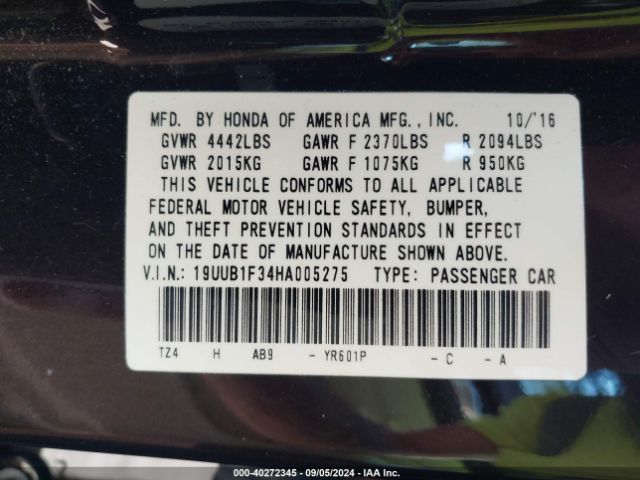 MFD. BY HONDA OF AMERICA MFG., INC. 10/'16
GVWR 4442LBS GAWR F 2370LBS R 2094LBS
GVWR 2015KG GAWR F 1075KG R 950KG
THIS VEHICLE CONFORMS TO ALL APPLICABLE
FEDERAL MOTOR VEHICLE SAFETY, BUMPER,
AND THEFT PREVENTION STANDARDS IN EFFECT
ON THE DATE OF MANUFACTURE SHOWN ABOVE.
V.I.N.: 19UUB1F34HA005275 TYPE: PASSENGER CAR
TZ4 H AB9 - YR601P - C - A
000-40272345 - 09/05/2024 - IAA Inc.